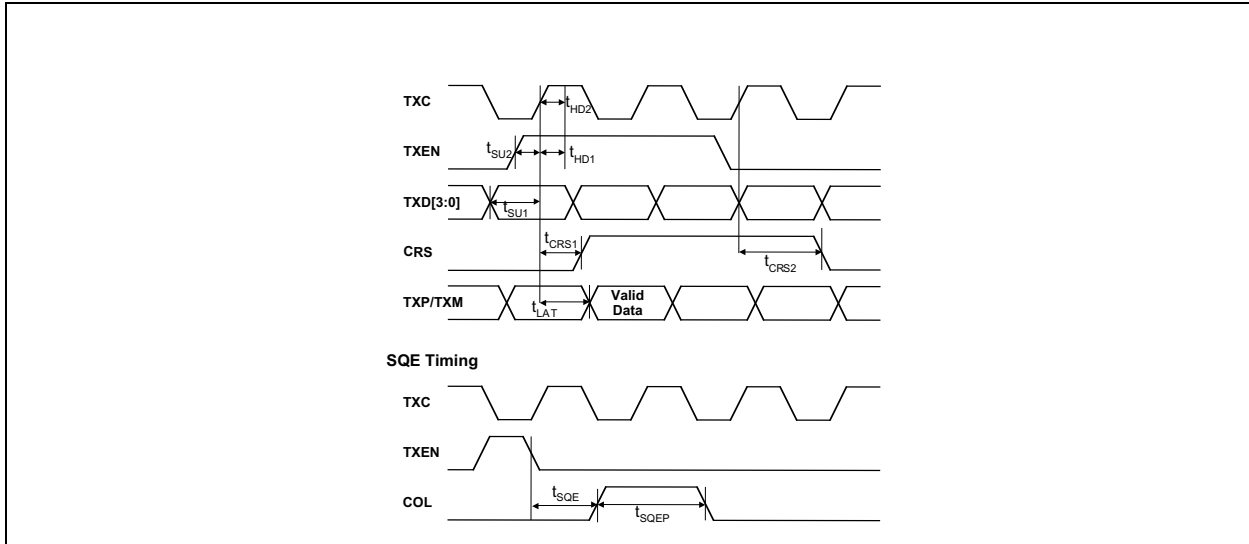 TXC
tHD2
TXEN
tSU2
tHD1
TXD[3:0]
tSU1
CRS
tCRS1
tCRS2
TXP/TXM
tLAT
Valid
Data
SQE Timing
TXC
TXEN
COL
tSQE
tSQEP